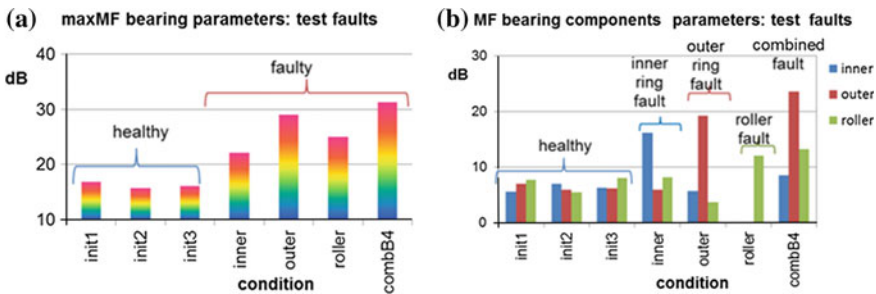 (a) maxMF bearing parameters: test faults
40
dB
30
20
10
healthy
faulty
init1
init2
init3
inner
outer
roller
combB4
condition
(b) MF bearing components parameters: test faults
30
dB
20
10
0
healthy
inner
ring
fault
outer
ring
fault
roller
fault
combined
fault
inner
outer
roller
init1
init2
init3
inner
outer
roller
combB4
condition